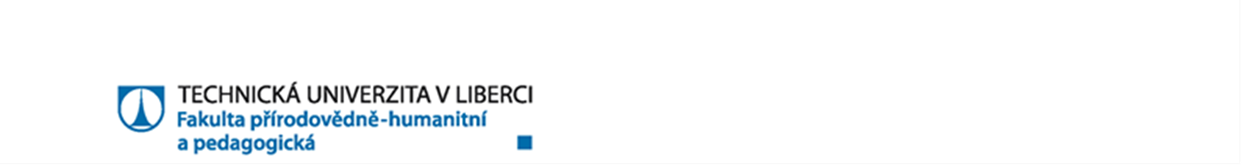 TECHNICKÁ UNIVERZITA V LIBERCI
Fakulta přírodovědně-humanitní
a pedagogická